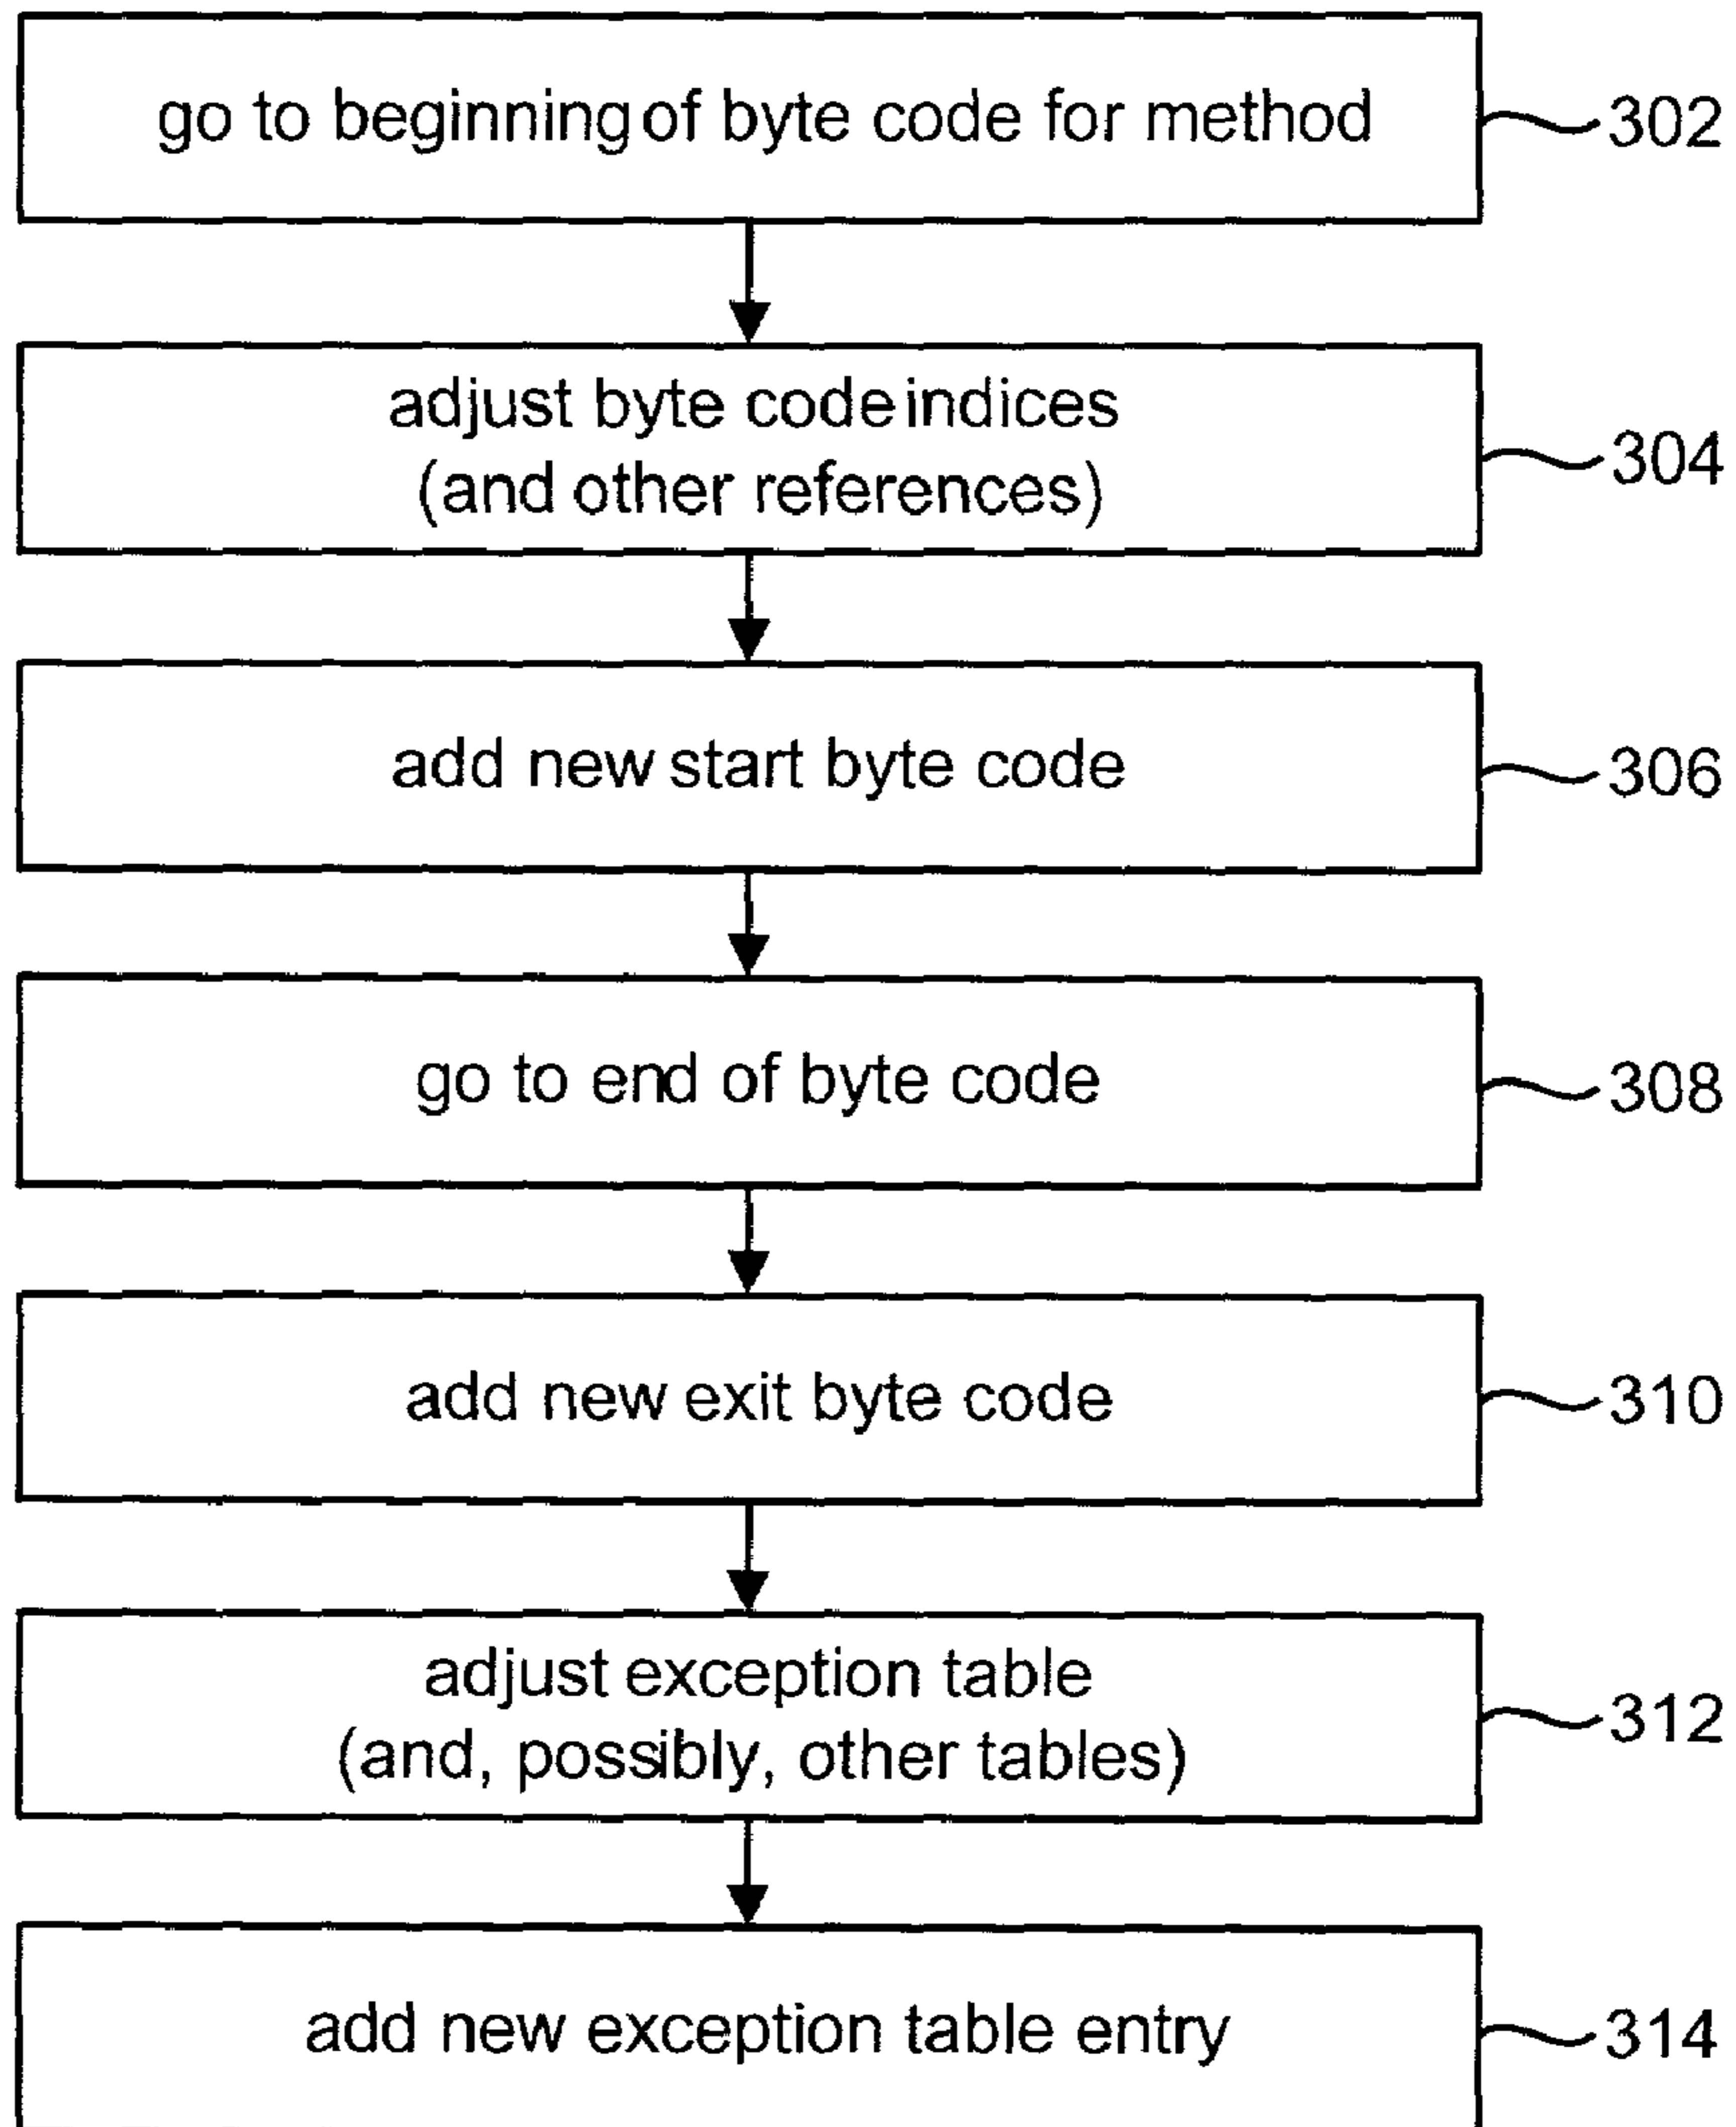 go to beginning of byte code for method
302
adjust byte code indices
(and other references)
304
add new start byte code
306
go to end of byte code
308
add new exit byte code
310
adjust exception table
(and, possibly, other tables)
312
add new exception table entry
314